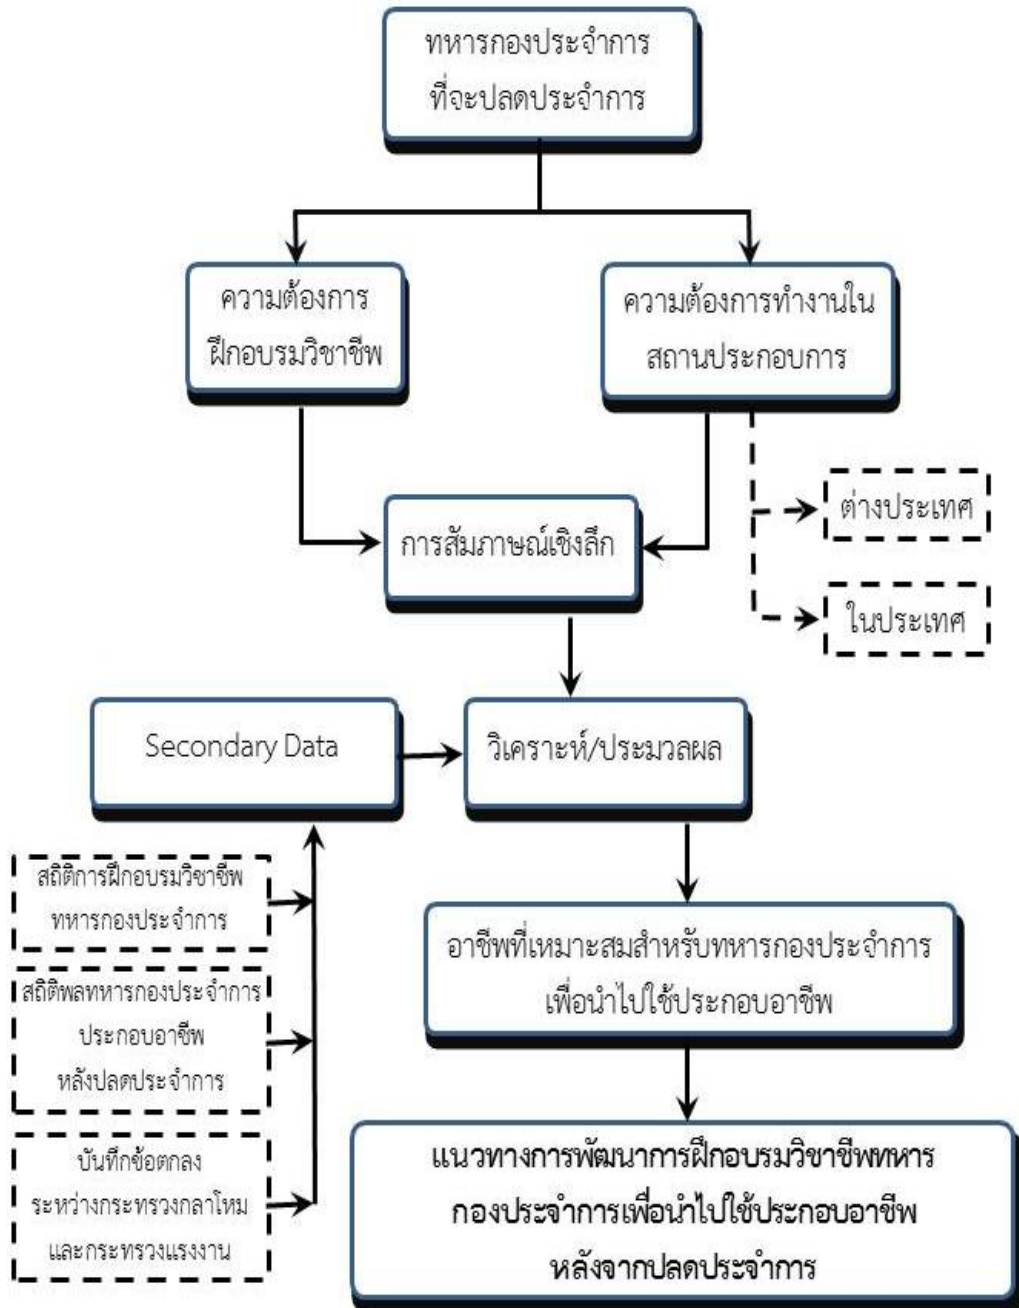 ทหารกองประจำการ
ที่จะปลดประจำการ
ความต้องการ
ฝึกอบรมวิชาชีพ
ความต้องการทำงานใน
สถานประกอบการ
การสัมภาษณ์เชิงลึก
ต่างประเทศ
ในประเทศ
Secondary Data
วิเคราะห์/ประมวลผล
สถิติการฝึกอบรมวิชาชีพ
ทหารกองประจำการ
สถิติพลทหารกองประจำการ
ประกอบอาชีพ
หลังปลดประจำการ
บันทึกข้อตกลง
ระหว่างกระทรวงกลาโหม
และกระทรวงแรงงาน
อาชีพที่เหมาะสมสำหรับทหารกองประจำการ
เพื่อนำไปใช้ประกอบอาชีพ
แนวทางการพัฒนาการฝึกอบรมวิชาชีพทหาร
กองประจำการเพื่อนำไปใช้ประกอบอาชีพ
หลังจากปลดประจำการ